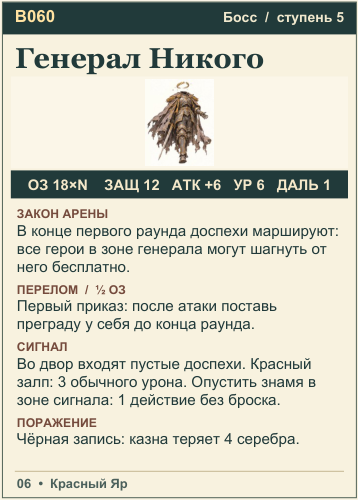 B060
Босс / ступень 5
Генерал Никого
ОЗ 18×N ЗАЩ 12 АТК +6 УР 6 ДАЛЬ 1
ЗАКОН АРЕНЫ
В конце первого раунда доспехи маршируют:
все герои в зоне генерала могут шагнуть от
него бесплатно.
ПЕРЕЛОМ / ½ ОЗ
Первый приказ: после атаки поставь
преграду у себя до конца раунда.
СИГНАЛ
Во двор входят пустые доспехи. Красный
залп: 3 обычного урона. Опустить знамя в
зоне сигнала: 1 действие без броска.
ПОРАЖЕНИЕ
Чёрная запись: казна теряет 4 серебра.
06 • Красный Яр